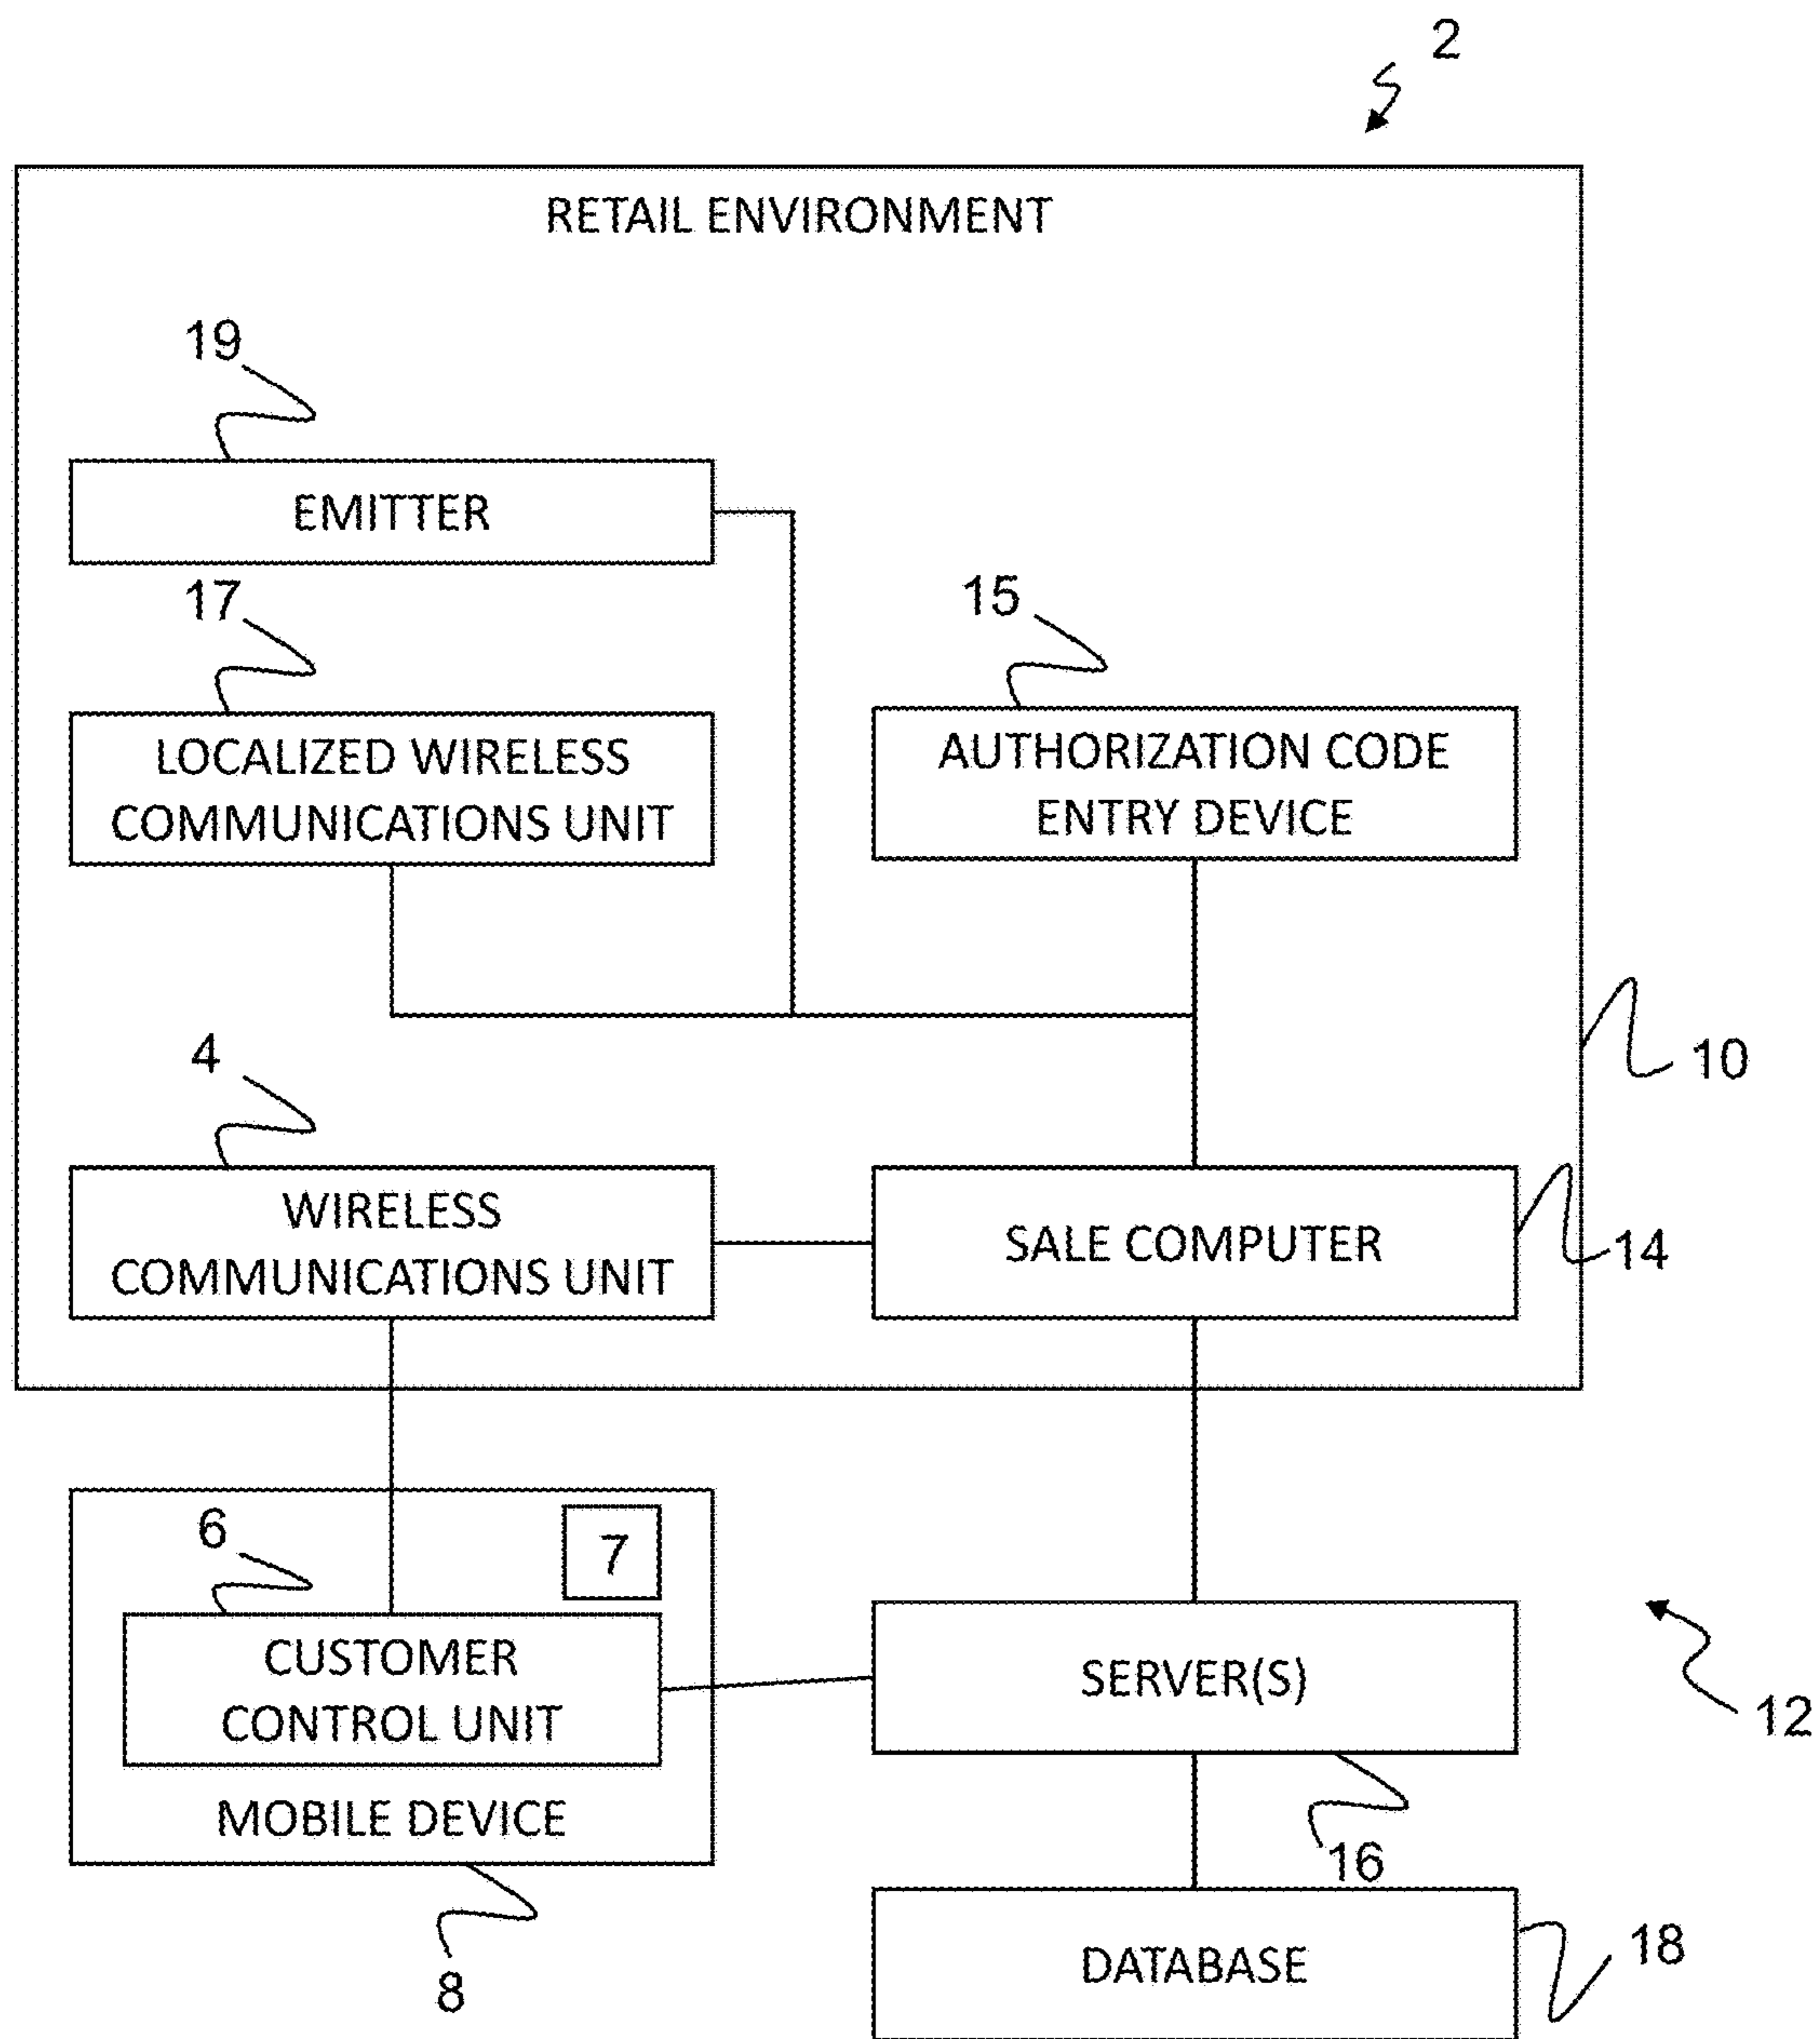 2
RETAIL ENVIRONMENT
19
EMITTER
17
15
LOCALIZED WIRELESS
COMMUNICATIONS UNIT
AUTHORIZATION CODE
ENTRY DEVICE
10
4
WIRELESS
COMMUNICATIONS UNIT
SALE COMPUTER
14
6
7
CUSTOMER
CONTROL UNIT
MOBILE DEVICE
SERVER(S)
12
16
8
DATABASE
18